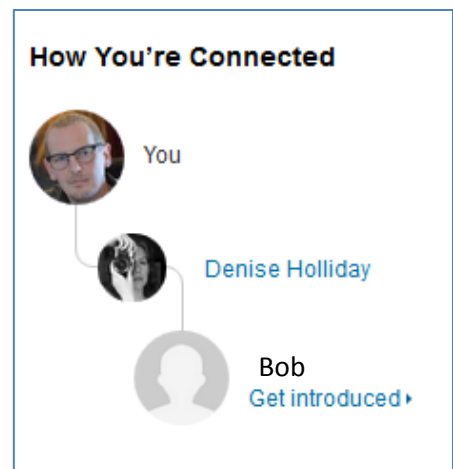 How You’re Connected
You
Denise Holliday
Bob
Get introduced ▸